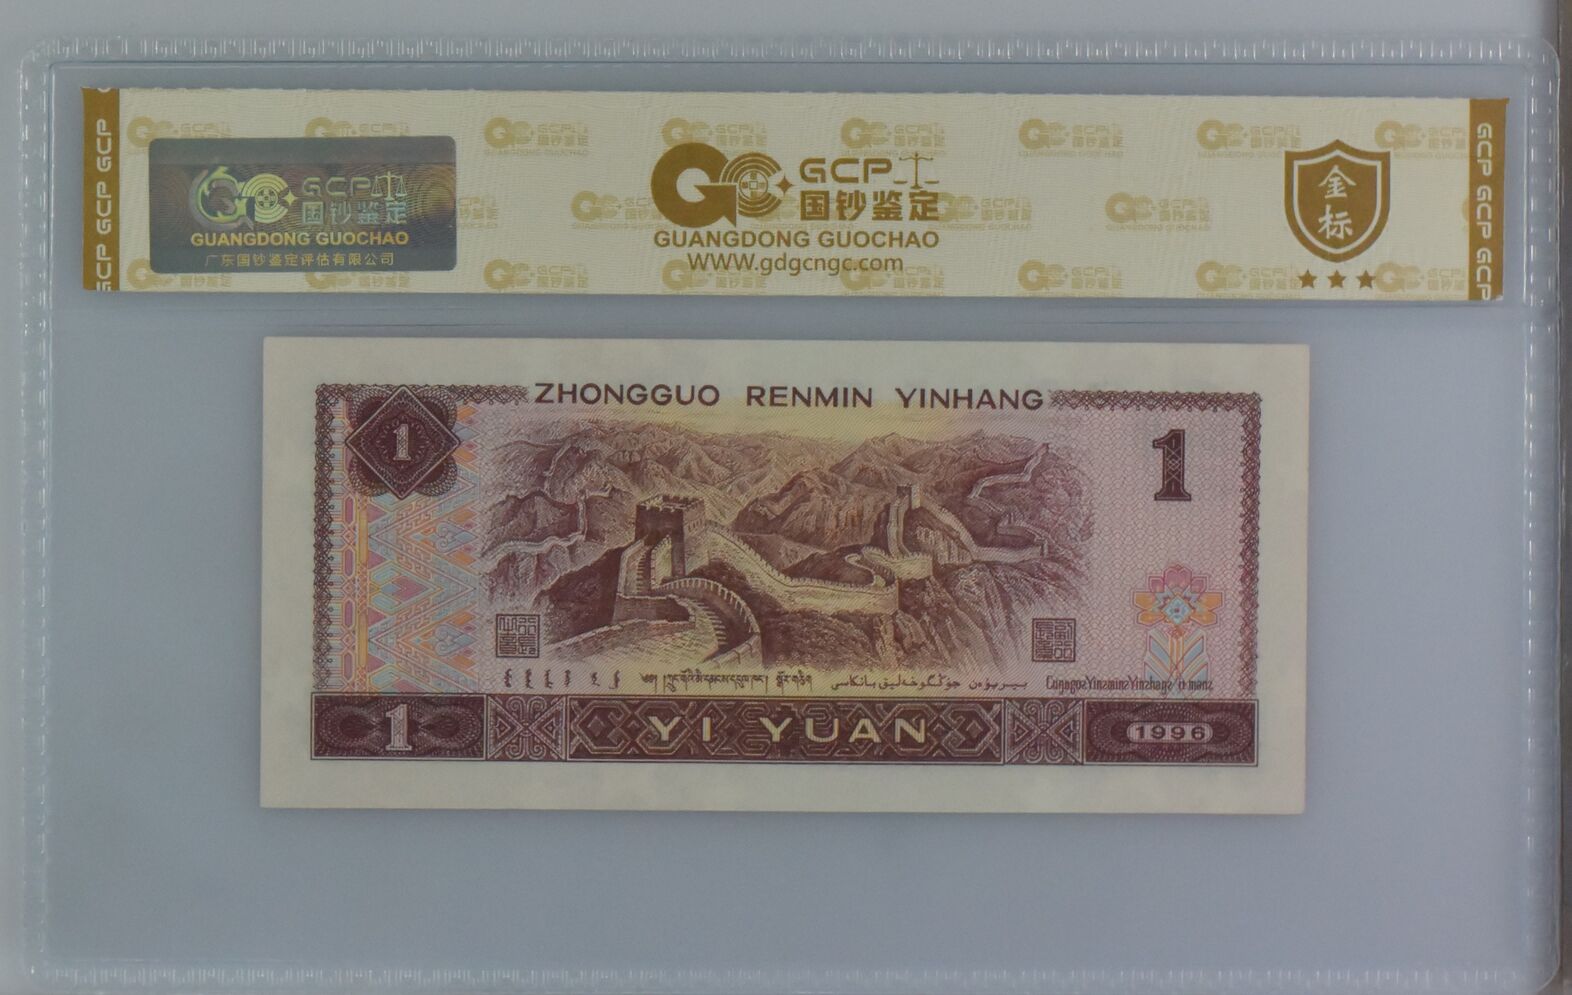 GCP GCP GCP
GCP
国钞鉴定
GUANGDONG GUOCHAO
广东国钞鉴定评估有限公司
GCP
国钞鉴定
GUANGDONG GUOCHAO
WWW.gdgcngc.com
金标
GCP GCP GCP
ZHONGGUO RENMIN YINHANG
1
1
1
YI YUAN
1996